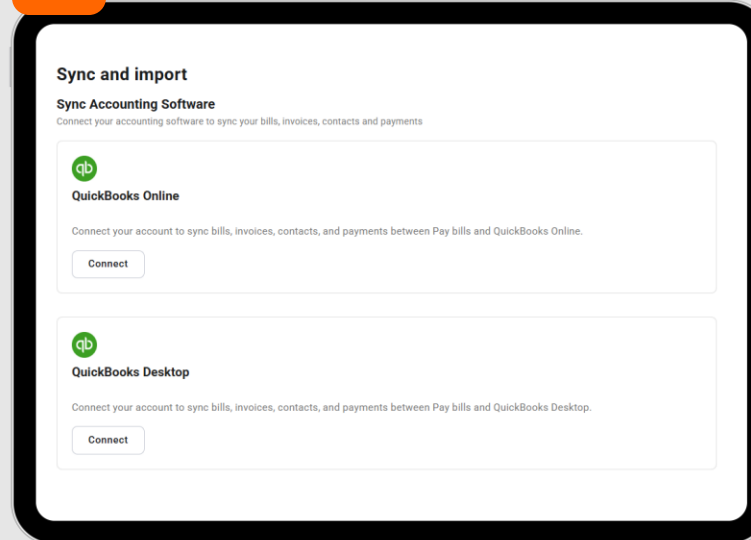 Sync and import
Sync Accounting Software
Connect your accounting software to sync your bills, invoices, contacts and payments
qb
QuickBooks Online
Connect your account to sync bills, invoices, contacts, and payments between Pay bills and QuickBooks Online.
Connect
qb
QuickBooks Desktop
Connect your account to sync bills, invoices, contacts, and payments between Pay bills and QuickBooks Desktop.
Connect